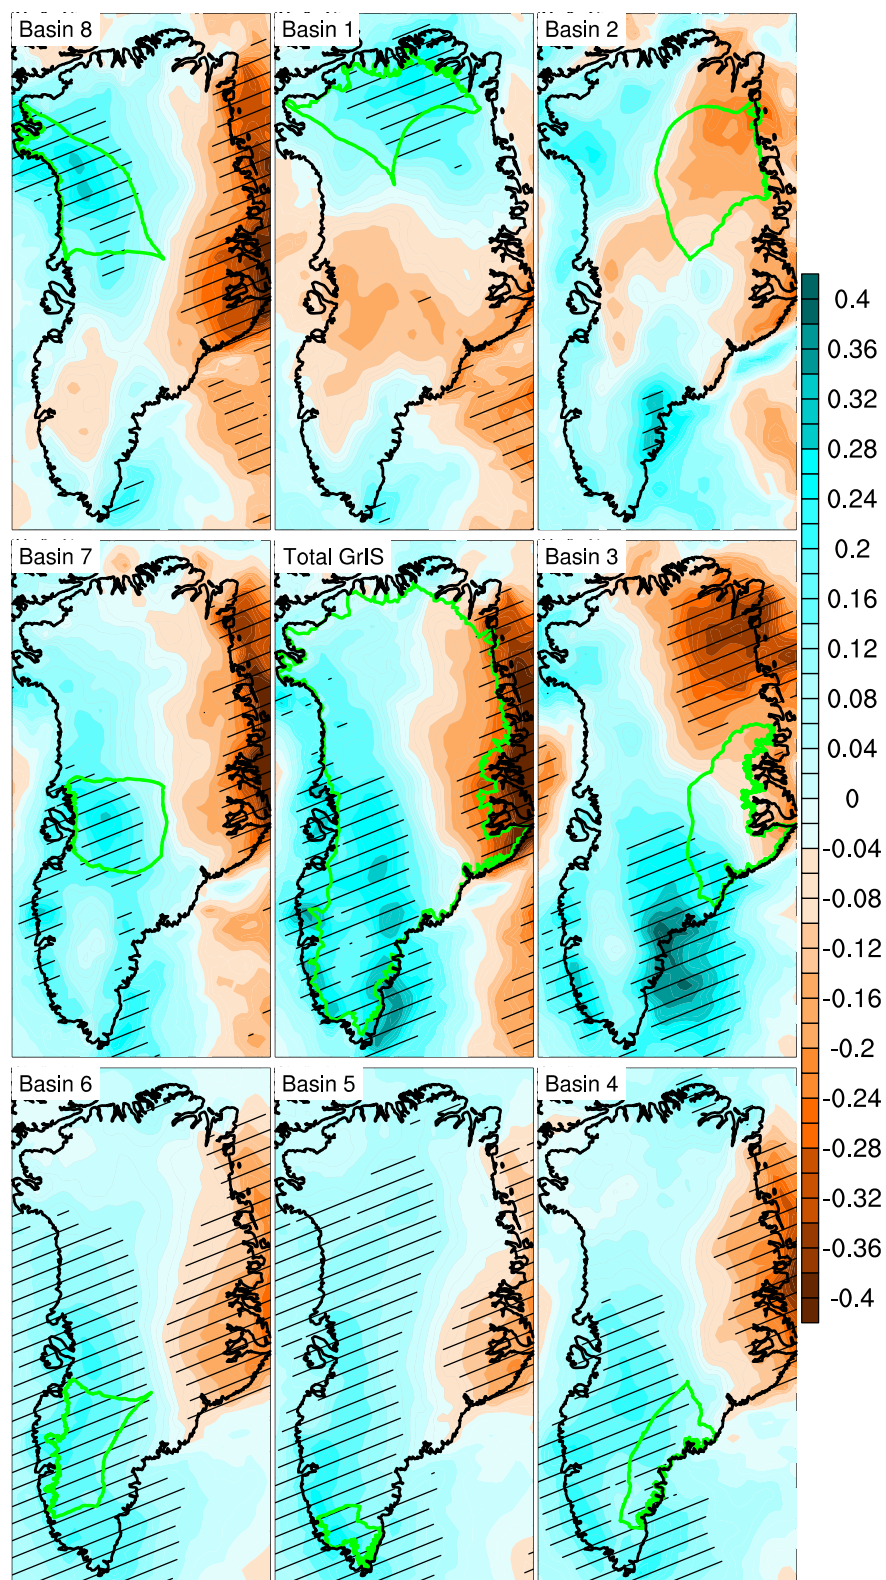 Basin 8
Basin 1
Basin 2
Basin 7
Total GrIS
Basin 3
Basin 6
Basin 5
Basin 4
0.4
0.36
0.32
0.28
0.24
0.2
0.16
0.12
0.08
0.04
0
-0.04
-0.08
-0.12
-0.16
-0.2
-0.24
-0.28
-0.32
-0.36
-0.4